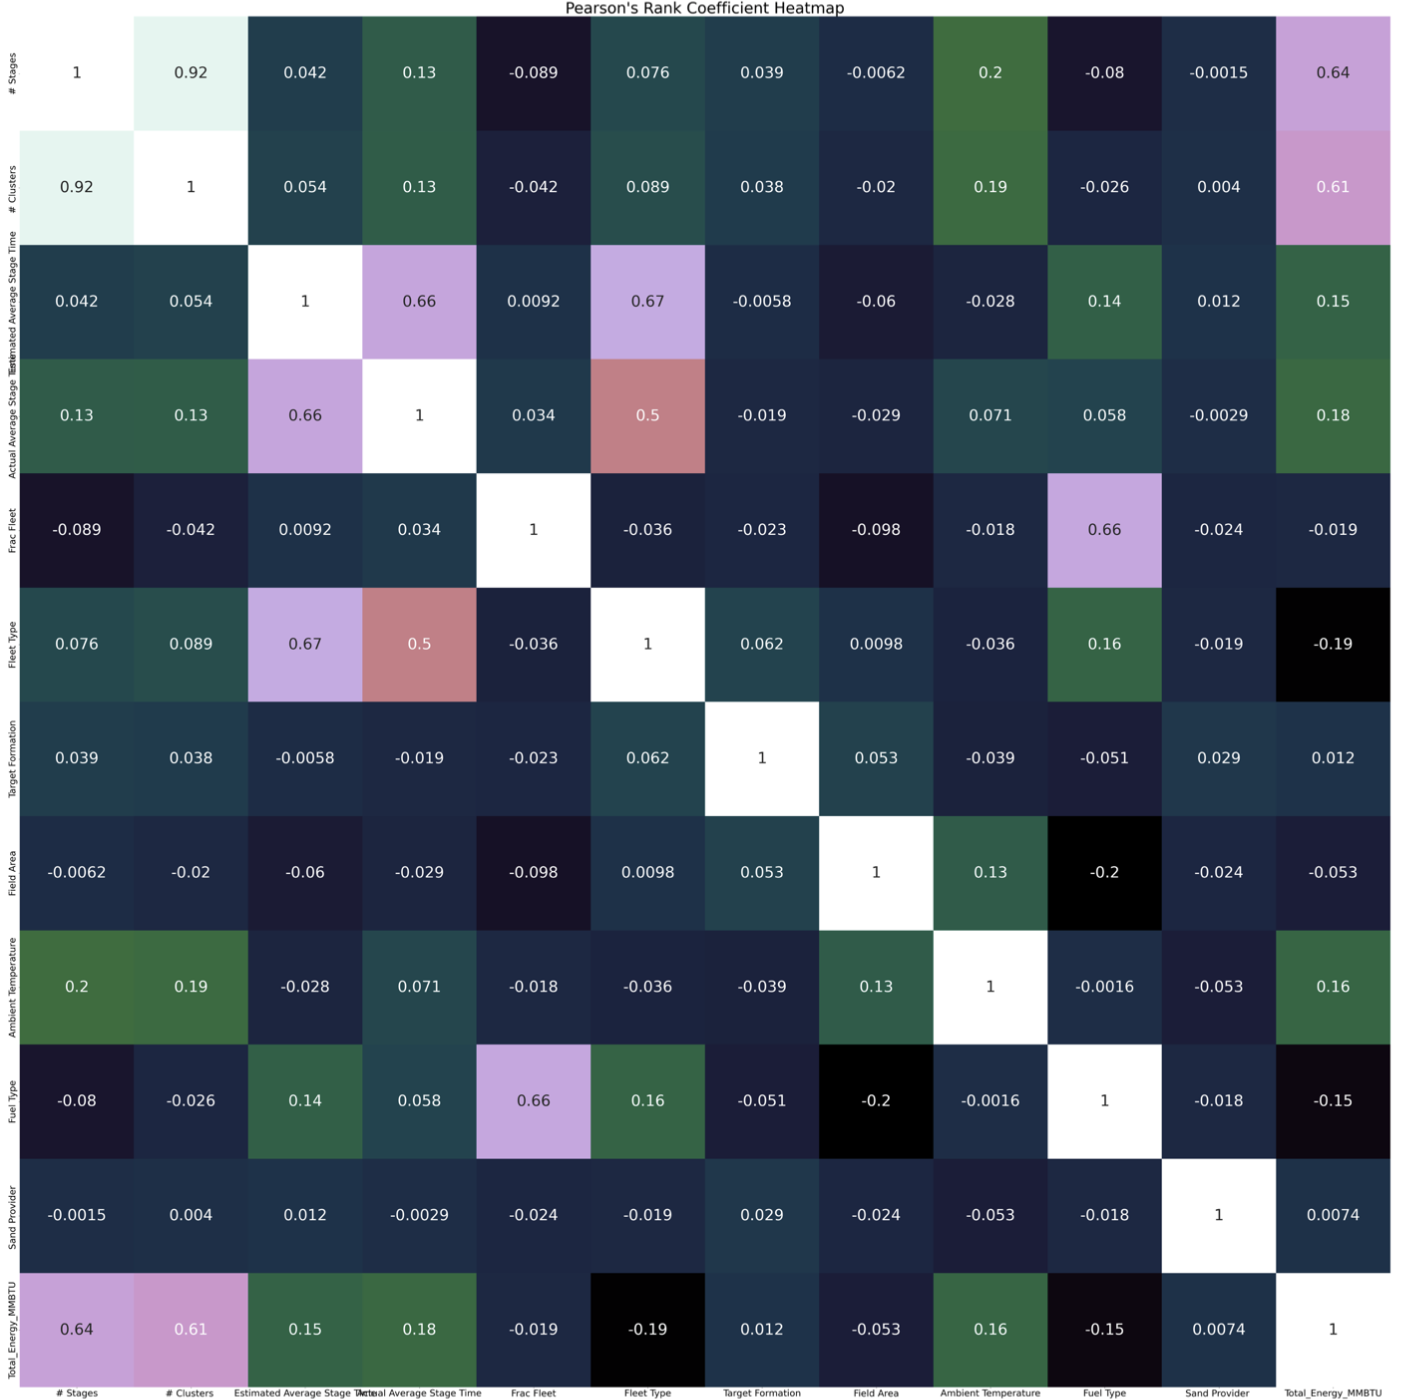 Pearson's Rank Coefficient Heatmap
# Stages 1 0.92 0.042 0.13 -0.089 0.076 0.039 -0.0062 0.2 -0.08 -0.0015 0.64
# Clusters 0.92 1 0.054 0.13 -0.042 0.089 0.038 -0.02 0.19 -0.026 0.004 0.61
Estimated Average Stage Time 0.042 0.054 1 0.66 0.0092 0.67 -0.0058 -0.06 -0.028 0.14 0.012 0.15
Actual Average Stage Time 0.13 0.13 0.66 1 0.034 0.5 -0.019 -0.029 0.071 0.058 -0.0029 0.18
Frac Fleet -0.089 -0.042 0.0092 0.034 1 -0.036 -0.023 -0.098 -0.018 0.66 -0.024 -0.019
Fleet Type 0.076 0.089 0.67 0.5 -0.036 1 0.062 0.0098 -0.036 0.16 -0.019 -0.19
Target Formation 0.039 0.038 -0.0058 -0.019 -0.023 0.062 1 0.053 -0.039 -0.051 0.029 0.012
Field Area -0.0062 -0.02 -0.06 -0.029 -0.098 0.0098 0.053 1 0.13 -0.2 -0.024 -0.053
Ambient Temperature 0.2 0.19 -0.028 0.071 -0.018 -0.036 -0.039 0.13 1 -0.0016 -0.053 0.16
Fuel Type -0.08 -0.026 0.14 0.058 0.66 0.16 -0.051 -0.2 -0.0016 1 -0.018 -0.15
Sand Provider -0.0015 0.004 0.012 -0.0029 -0.024 -0.019 0.029 -0.024 -0.053 -0.018 1 0.0074
Total_Energy_MMBTU 0.64 0.61 0.15 0.18 -0.019 -0.19 0.012 -0.053 0.16 -0.15 0.0074 1
# Stages # Clusters Estimated Average Stage Time Actual Average Stage Time Frac Fleet Fleet Type Target Formation Field Area Ambient Temperature Fuel Type Sand Provider Total_Energy_MMBTU